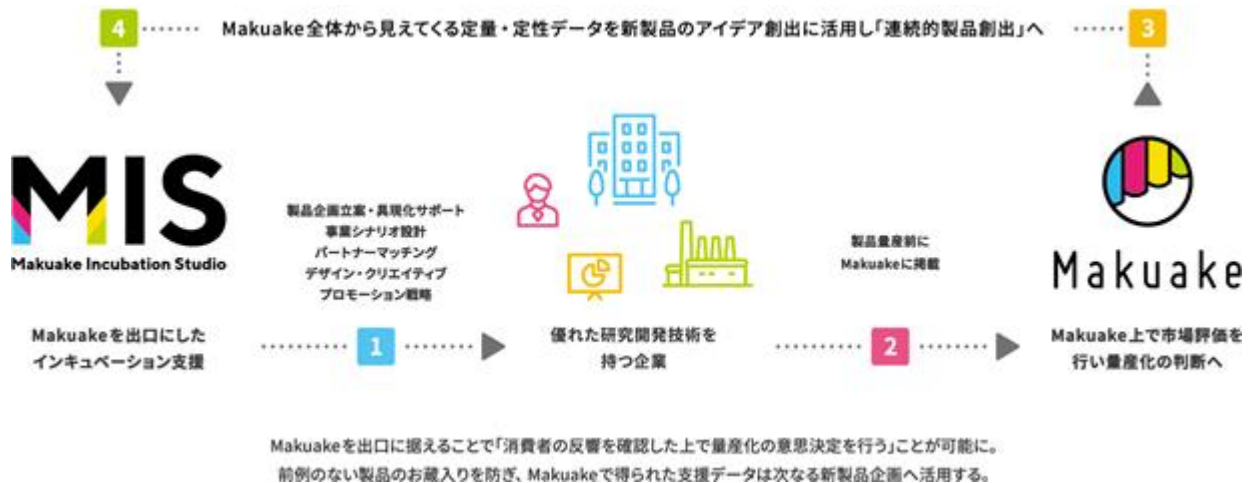 4
Makuake全体から見えてくる定量・定性データを新製品のアイデア創出に活用し「連続的製品創出」へ
3
MIS
Makuake Incubation Studio
製品企画立案・具現化サポート
事業シナリオ設計
パートナーマッチング
デザイン・クリエイティブ
プロモーション戦略
製品量産前に
Makuakeに掲載
Makuake
Makuakeを出口にした
インキュベーション支援
1
優れた研究開発技術を
持つ企業
2
Makuake上で市場評価を
行い量産化の判断へ
Makuakeを出口に据えることで「消費者の反響を確認した上で量産化の意思決定を行う」ことが可能に。
前例のない製品のお蔵入りを防ぎ、Makuakeで得られた支援データは次なる新製品企画へ活用する。